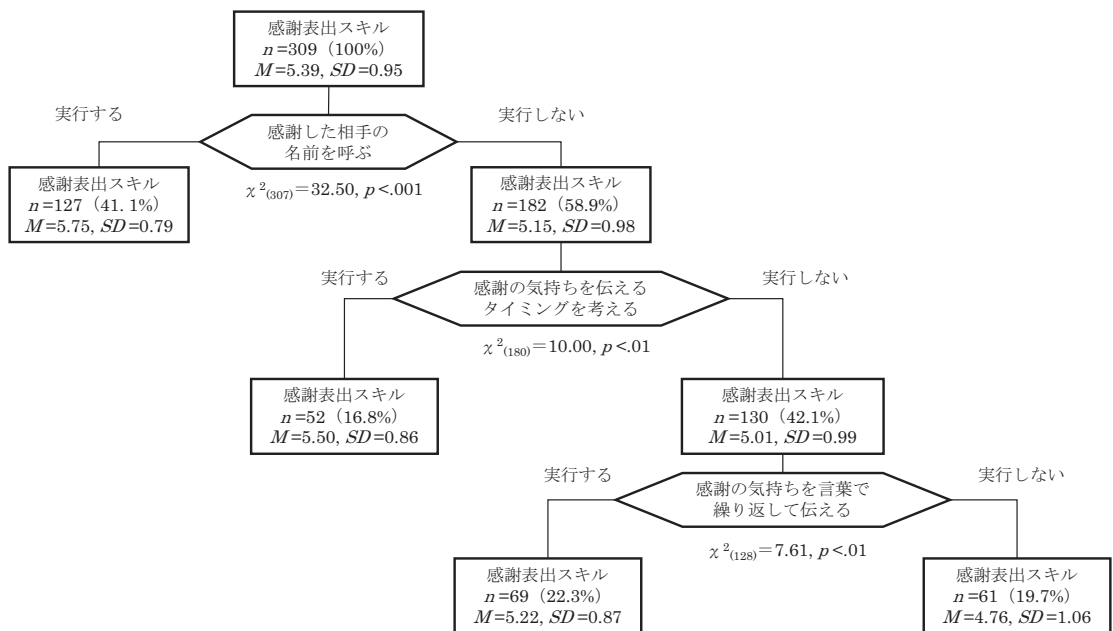 感謝表出スキル
n=309（100%）
M=5.39, SD=0.95
実行する
実行しない
感謝した相手の
名前を呼ぶ
χ²₍₃₀₇₎=32.50, p<.001
感謝表出スキル
n=127（41. 1%）
M=5.75, SD=0.79
感謝表出スキル
n=182（58.9%）
M=5.15, SD=0.98
実行する
実行しない
感謝の気持ちを伝える
タイミングを考える
χ²₍₁₈₀₎=10.00, p<.01
感謝表出スキル
n=52（16.8%）
M=5.50, SD=0.86
感謝表出スキル
n=130（42.1%）
M=5.01, SD=0.99
実行する
実行しない
感謝の気持ちを言葉で
繰り返して伝える
χ²₍₁₂₈₎=7.61, p<.01
感謝表出スキル
n=69（22.3%）
M=5.22, SD=0.87
感謝表出スキル
n=61（19.7%）
M=4.76, SD=1.06